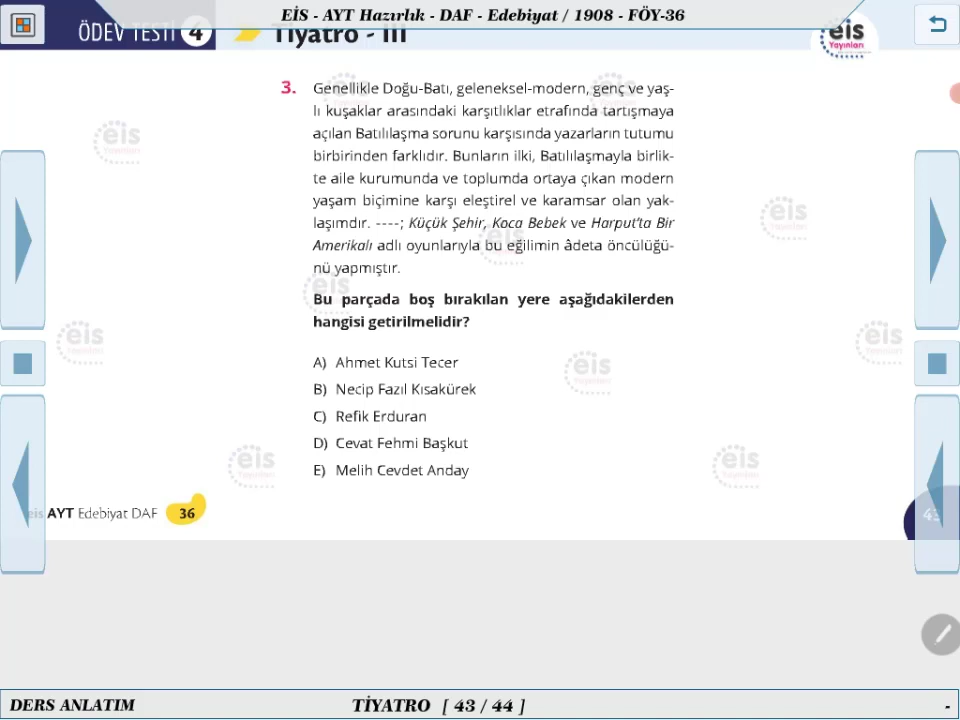 EİS - AYT Hazırlık - DAF - Edebiyat / 1908 - FÖY-36
ÖDEV TESTİ 4
Tiyatro - III
eis
Yayınları
3. Genellikle Doğu-Batı, geleneksel-modern, genç ve yaş-
lı kuşaklar arasındaki karşıtlıklar etrafında tartışmaya
açılan Batılılaşma sorunu karşısında yazarların tutumu
birbirinden farklıdır. Bunların ilki, Batılılaşmayla birlik-
te aile kurumunda ve toplumda ortaya çıkan modern
yaşam biçimine karşı eleştirel ve karamsar olan yak-
laşımdır. ----; Küçük Şehir, Koca Bebek ve Harput'ta Bir
Amerikalı adlı oyunlarıyla bu eğilimin âdeta öncülüğü-
nü yapmıştır.
Bu parçada boş bırakılan yere aşağıdakilerden
hangisi getirilmelidir?
A) Ahmet Kutsi Tecer
B) Necip Fazıl Kısakürek
C) Refik Erduran
D) Cevat Fehmi Başkut
E) Melih Cevdet Anday
eis AYT Edebiyat DAF 36
43
DERS ANLATIM
TİYATRO [ 43 / 44 ]
-